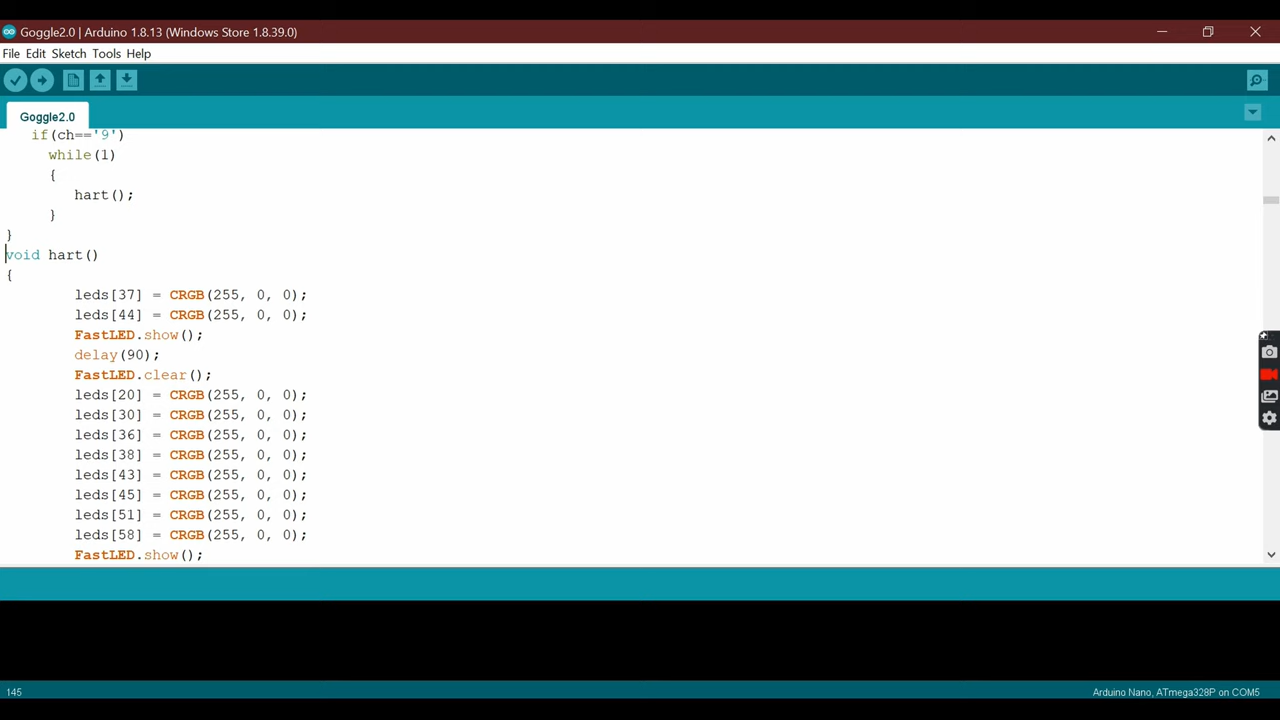 Goggle2.0 | Arduino 1.8.13 (Windows Store 1.8.39.0)
File Edit Sketch Tools Help
Goggle2.0
if(ch=='9')
while(1)
{
hart();
}
}
void hart()
{
leds[37] = CRGB(255, 0, 0);
leds[44] = CRGB(255, 0, 0);
FastLED.show();
delay(90);
FastLED.clear();
leds[20] = CRGB(255, 0, 0);
leds[30] = CRGB(255, 0, 0);
leds[36] = CRGB(255, 0, 0);
leds[38] = CRGB(255, 0, 0);
leds[43] = CRGB(255, 0, 0);
leds[45] = CRGB(255, 0, 0);
leds[51] = CRGB(255, 0, 0);
leds[58] = CRGB(255, 0, 0);
FastLED.show();
145
Arduino Nano, ATmega328P on COM5